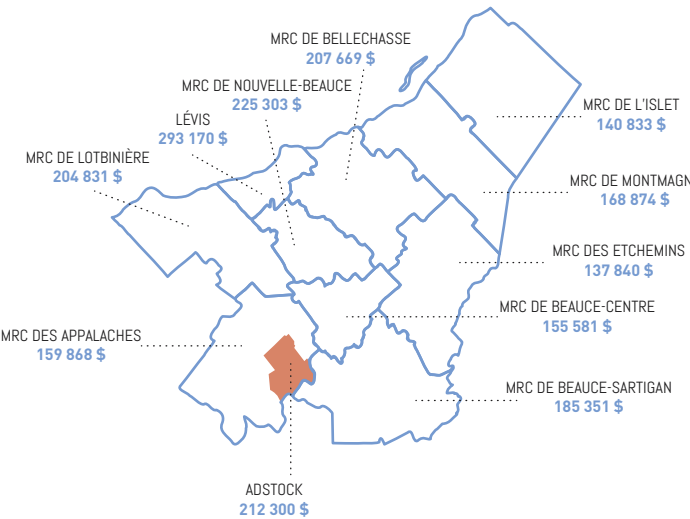 MRC DE BELLECHASSE
207 669 $
MRC DE NOUVELLE-BEAUCE
225 303 $
LÉVIS
293 170 $
MRC DE LOTBINIÈRE
204 831 $
MRC DE L'ISLET
140 833 $
MRC DE MONTMAGN
168 874 $
MRC DES ETCHEMINS
137 840 $
MRC DE BEAUCE-CENTRE
155 581 $
MRC DES APPALACHES
159 868 $
MRC DE BEAUCE-SARTIGAN
185 351 $
ADSTOCK
212 300 $